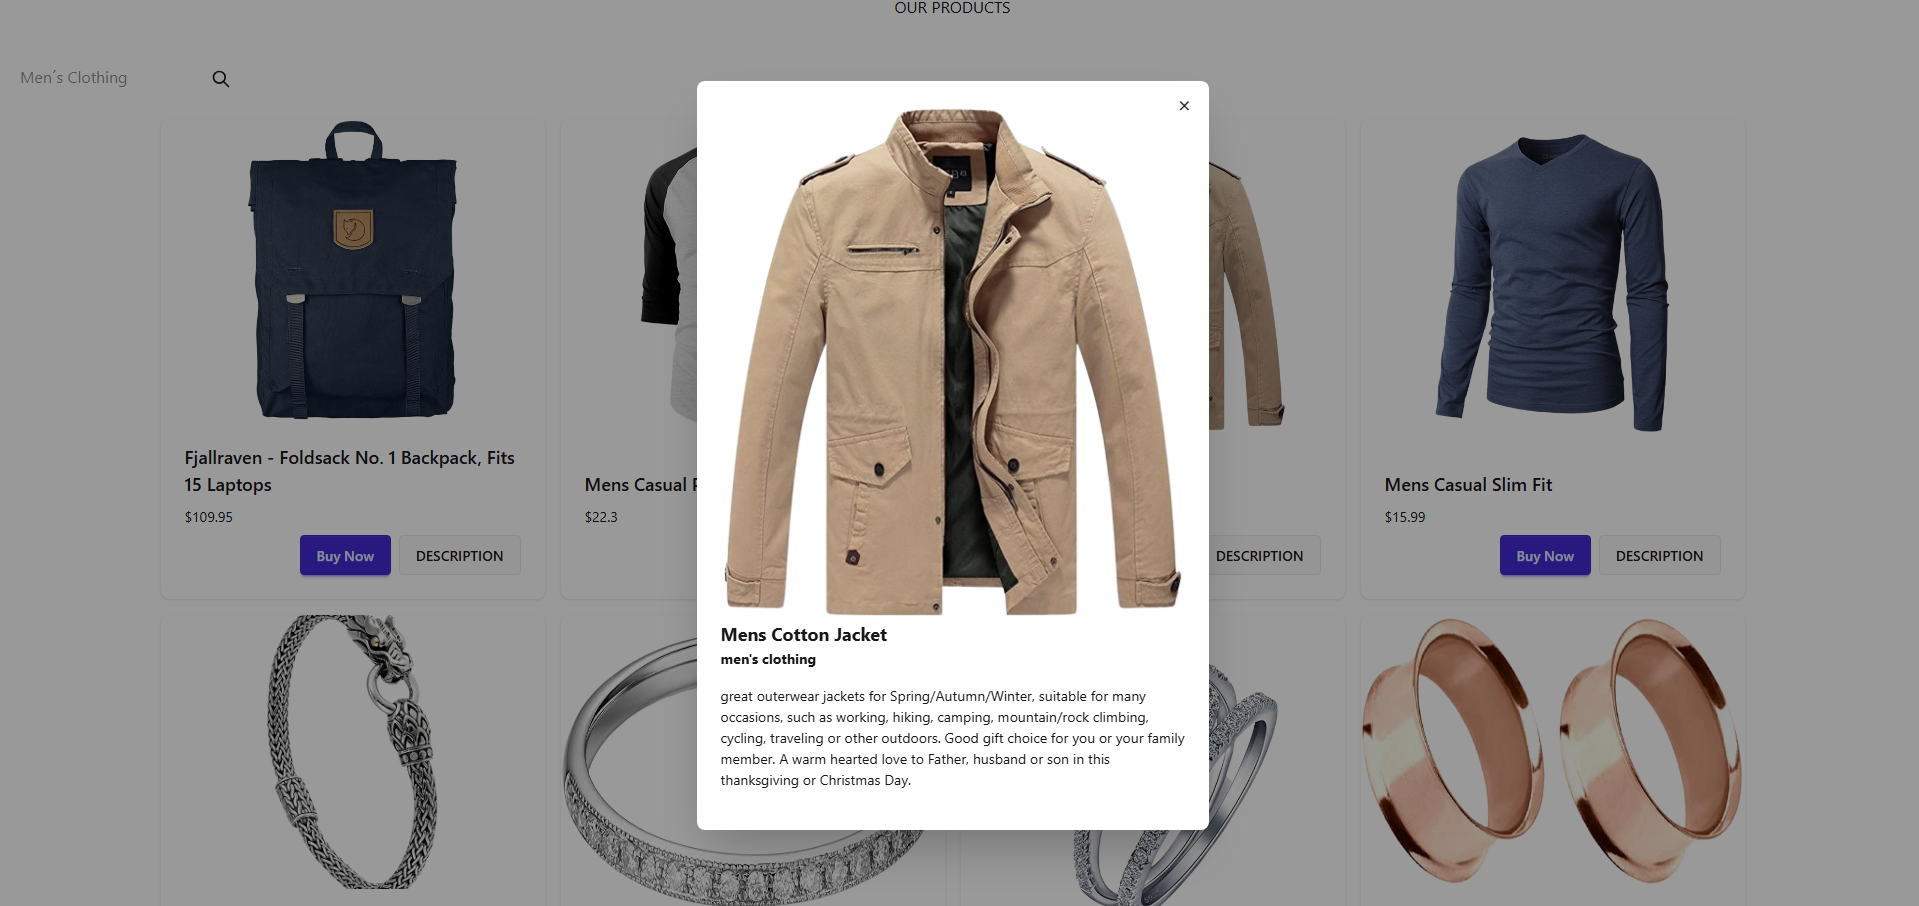 OUR PRODUCTS
Men´s Clothing
Fjallraven - Foldsack No. 1 Backpack, Fits
15 Laptops
$109.95
Buy Now
DESCRIPTION
Mens Casual
$22.3
DESCRIPTION
Mens Casual Slim Fit
$15.99
Buy Now
DESCRIPTION
Mens Cotton Jacket
men's clothing
great outerwear jackets for Spring/Autumn/Winter, suitable for many
occasions, such as working, hiking, camping, mountain/rock climbing,
cycling, traveling or other outdoors. Good gift choice for you or your family
member. A warm hearted love to Father, husband or son in this
thanksgiving or Christmas Day.